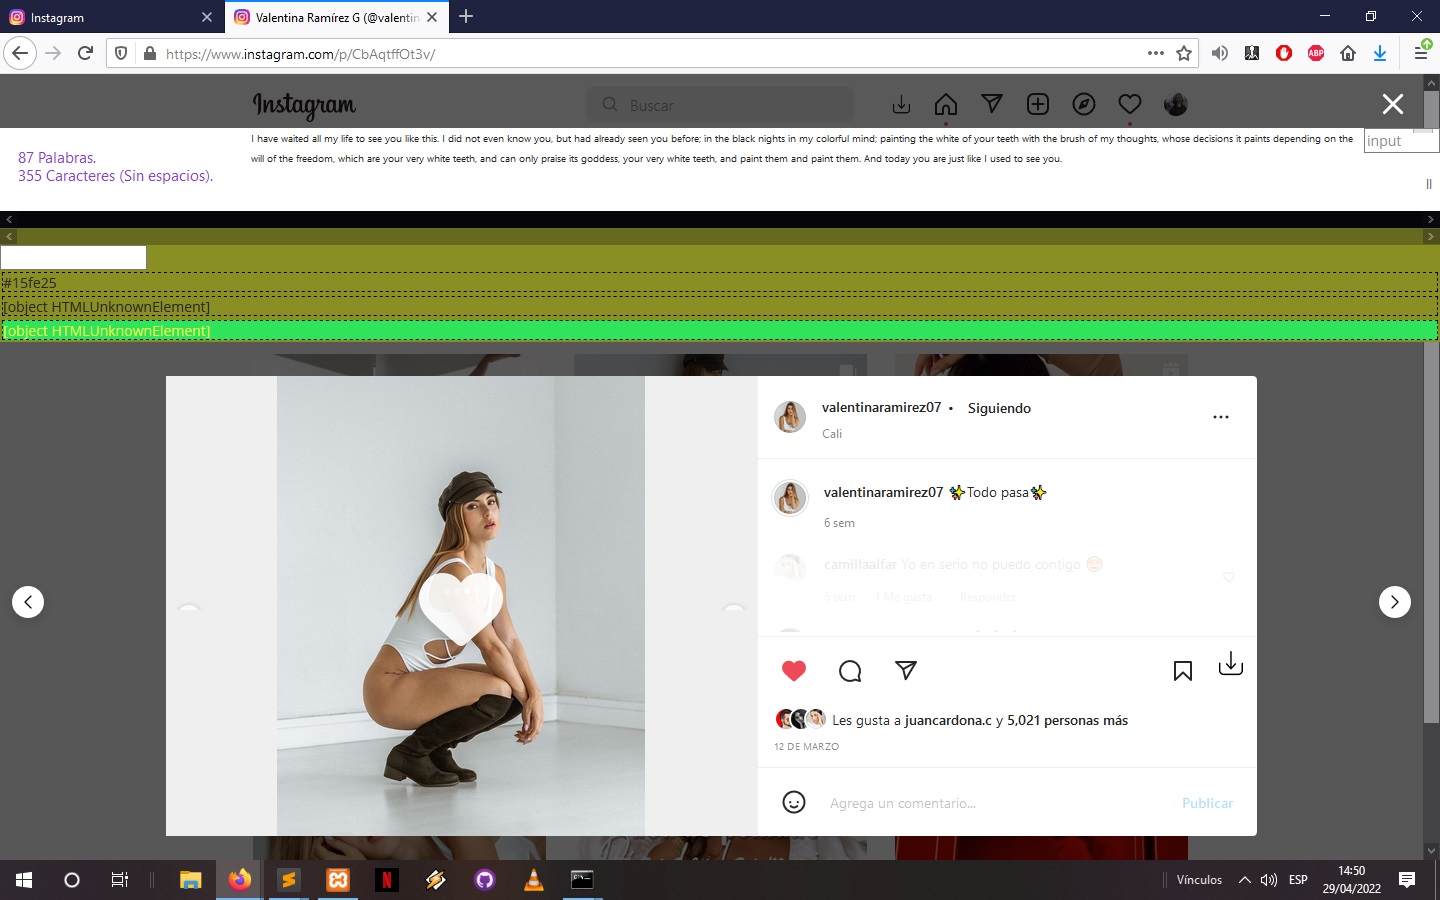 Instagram
Valentina Ramírez G (@valentin
https://www.instagram.com/p/CbAqtffOt3v/
ABP
Instagram
Buscar
87 Palabras.
355 Caracteres (Sin espacios).
I have waited all my life to see you like this. I did not even know you, but had already seen you before; in the black nights in my colorful mind; painting the white of your teeth with the brush of my thoughts, whose decisions it paints depending on the
will of the freedom, which are your very white teeth, and can only praise its goddess, your very white teeth, and paint them and paint them. And today you are just like I used to see you.
input
||
#15fe25
[object HTMLUnknownElement]
[object HTMLUnknownElement]
valentinaramirez07 • Siguiendo
Cali
valentinaramirez07 ✨Todo pasa✨
6 sem
camillaalfar Yo en serio no puedo contigo
6 sem 1 Me gusta Responder
Les gusta a juancardona.c y 5,021 personas más
12 DE MARZO
Agrega un comentario... Publicar
Vínculos
ESP
14:50
29/04/2022